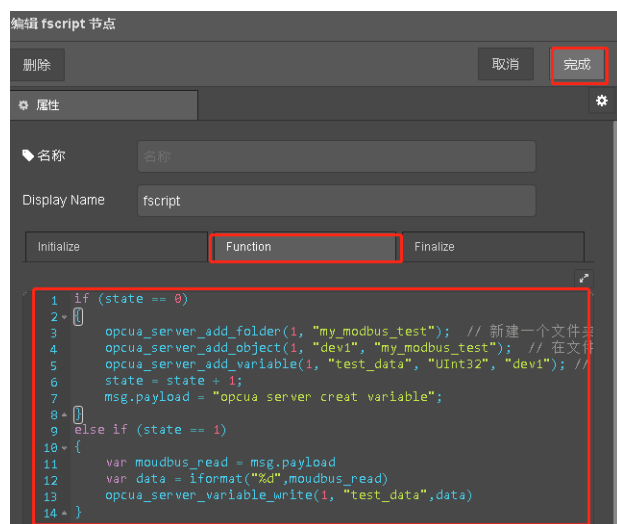 编辑 fscript 节点
删除
取消
完成
属性
名称
名称
Display Name
fscript
Initialize
Function
Finalize
1 if (state == 0)
2 {
3 opcua_server_add_folder(1, "my_modbus_test"); // 新建一个文件夹
4 opcua_server_add_object(1, "dev1", "my_modbus_test"); // 在文件
5 opcua_server_add_variable(1, "test_data", "UInt32", "dev1"); //
6 state = state + 1;
7 msg.payload = "opcua server creat variable";
8 }
9 else if (state == 1)
10 {
11 var moudbus_read = msg.payload
12 var data = iformat("%d",moudbus_read)
13 opcua_server_variable_write(1, "test_data",data)
14 }